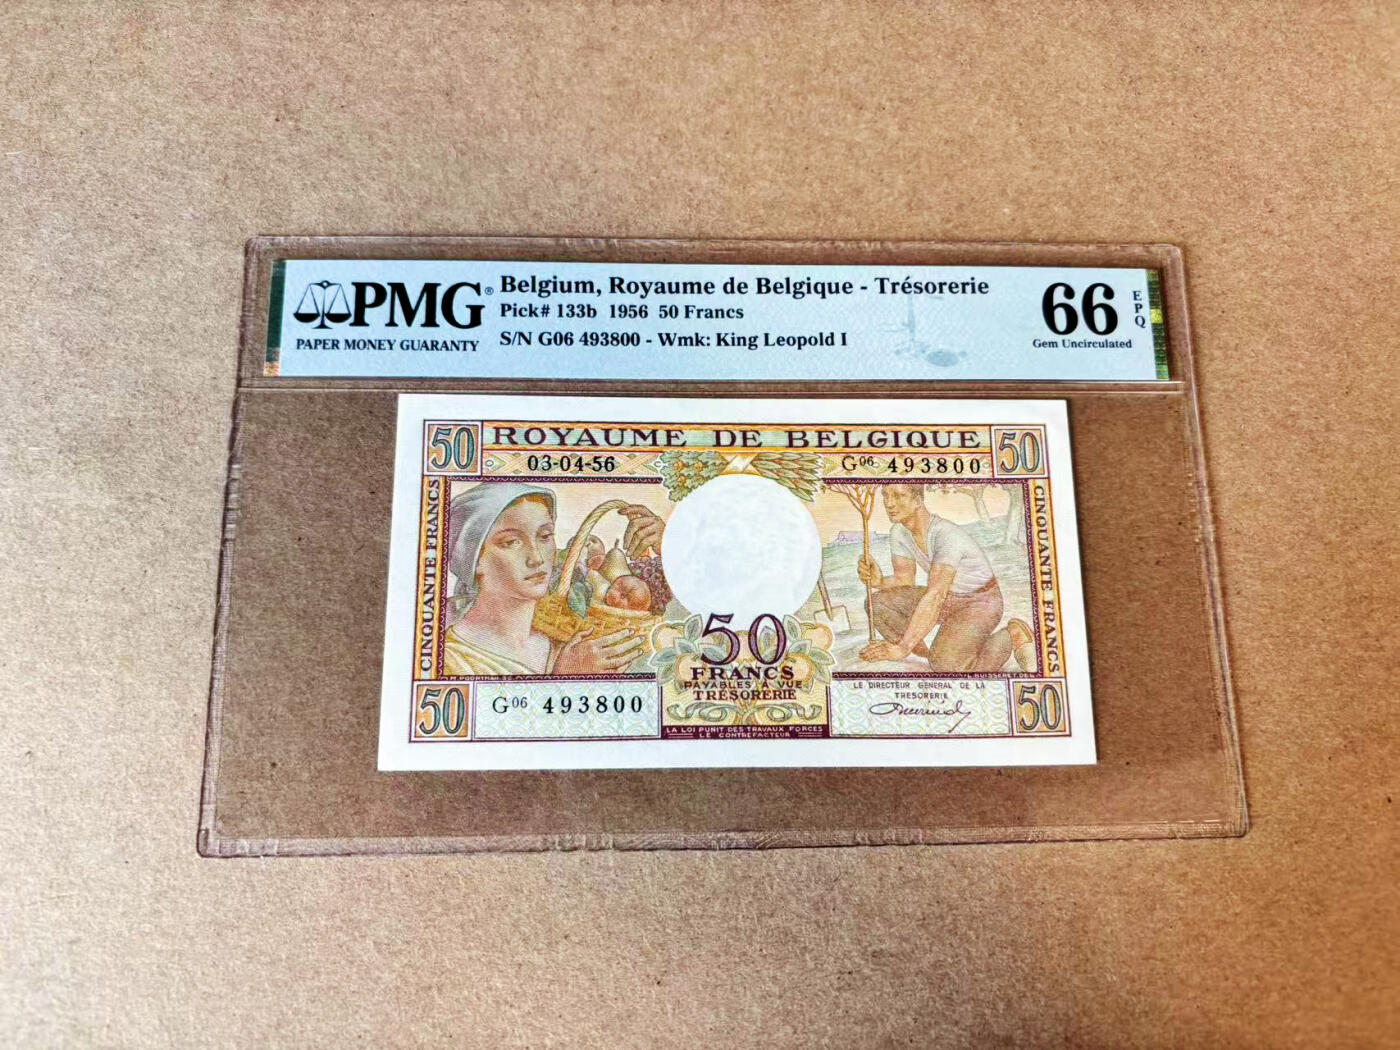 PMG®
PAPER MONEY GUARANTY
Belgium, Royaume de Belgique - Trésorerie
Pick# 133b 1956 50 Francs
S/N G06 493800 - Wmk: King Leopold I
66
EPQ
Gem Uncirculated
50 ROYAUME DE BELGIQUE 50
03-04-56
G06 493800
CINQUANTE FRANCS
CINQUANTE FRANCS
50
FRANCS
PAYABLES A VUE
TRÉSORERIE
LE DIRECTEUR GENERAL DE LA
TRESORERIE
50 G06 493800
50
LA LOI PUNIT DES TRAVAUX FORCES
LE CONTREFACTEUR